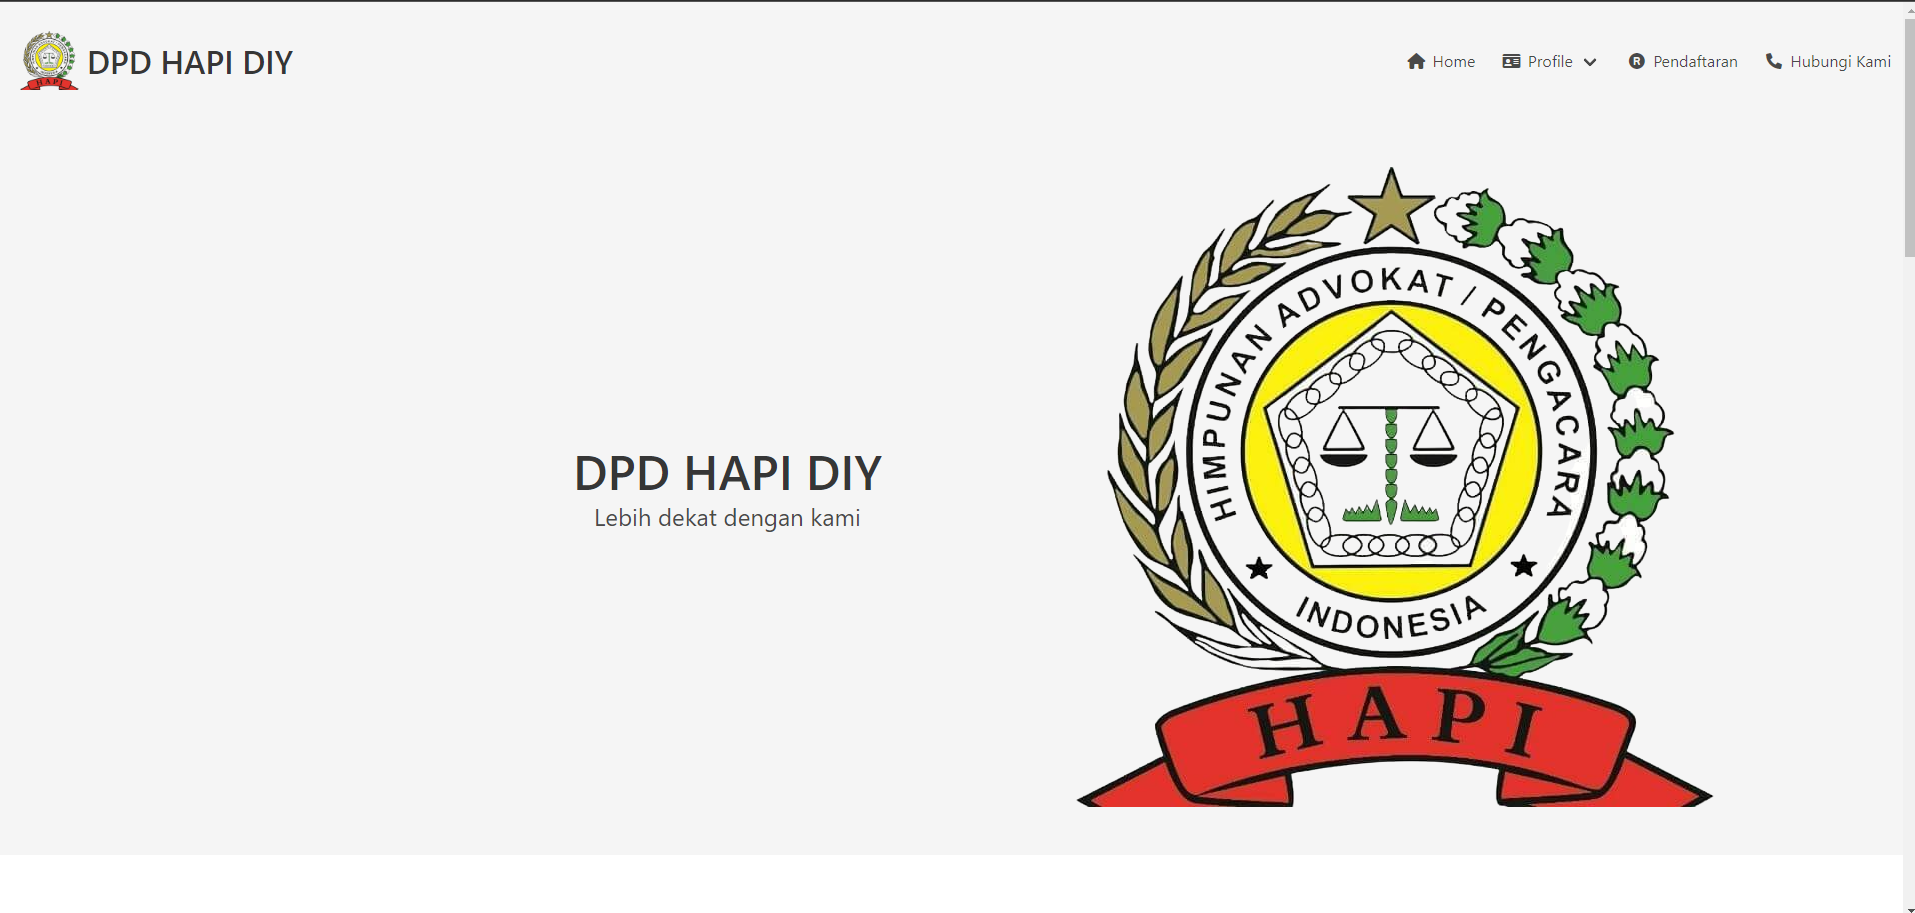 DPD HAPI DIY
Home
Profile
Pendaftaran
Hubungi Kami
DPD HAPI DIY
Lebih dekat dengan kami
HIMPUNAN ADVOKAT / PENGACARA
INDONESIA
HAPI